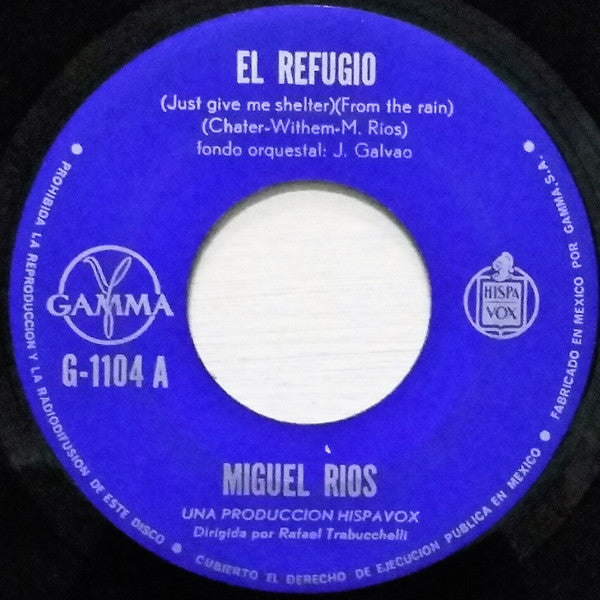 EL REFUGIO
(Just give me shelter)(From the rain)
(Chater-Withem-M. Rios)
fondo orquestal: J. Galvao
GAMMA
G-1104 A
HISPA
VOX
MIGUEL RIOS
UNA PRODUCCION HISPAVOX
Dirigida por Rafael Trabucchelli
PROHIBIDA LA REPRODUCCION Y LA RADIODIFUSION DE ESTE DISCO • CUBIERTO EL DERECHO DE EJECUCION PUBLICA EN MEXICO • FABRICADO EN MEXICO POR GAMMA, S.A. •